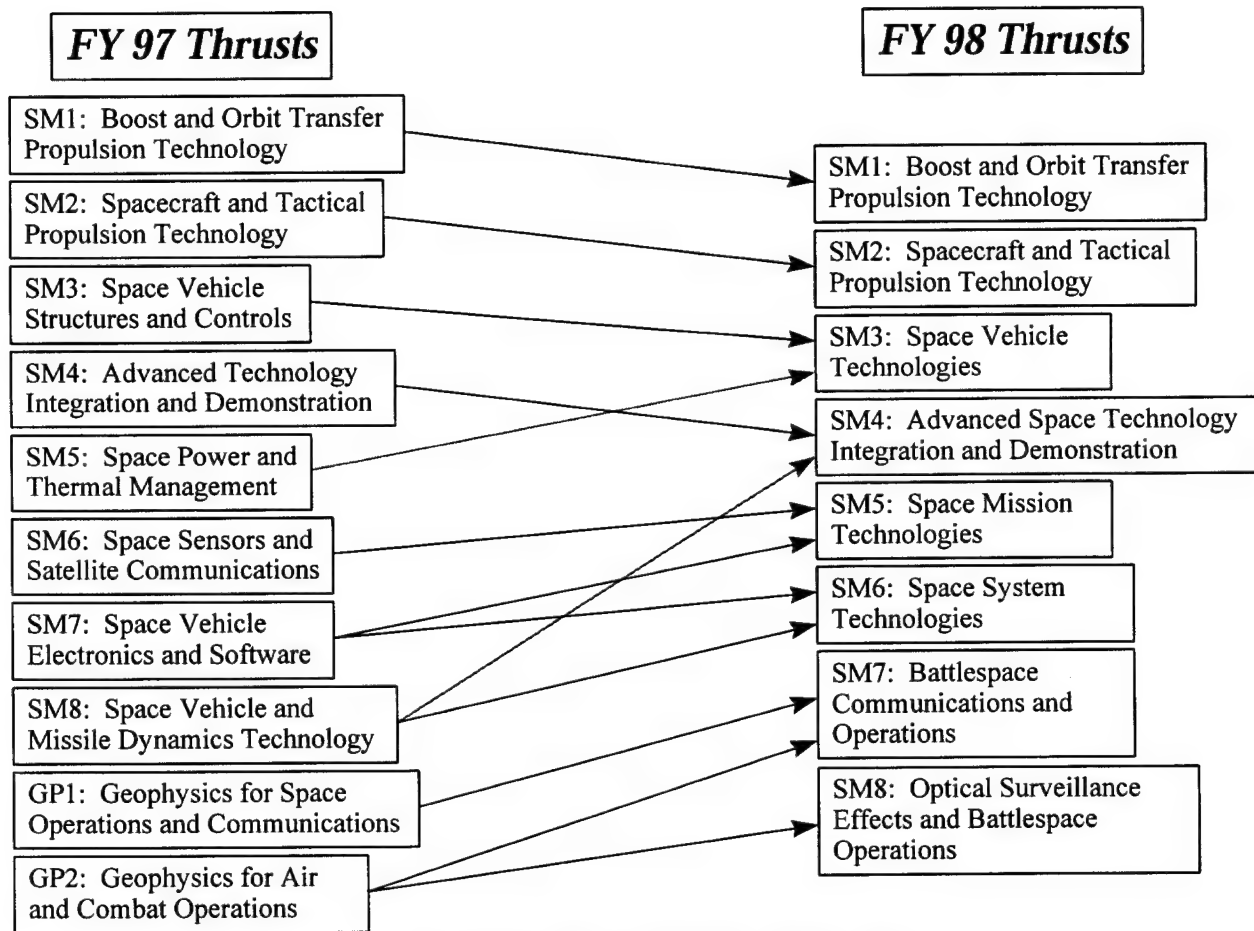 FY 97 Thrusts
SM1: Boost and Orbit Transfer
Propulsion Technology
SM2: Spacecraft and Tactical
Propulsion Technology
SM3: Space Vehicle
Structures and Controls
SM4: Advanced Technology
Integration and Demonstration
SM5: Space Power and
Thermal Management
SM6: Space Sensors and
Satellite Communications
SM7: Space Vehicle
Electronics and Software
SM8: Space Vehicle and
Missile Dynamics Technology
GP1: Geophysics for Space
Operations and Communications
GP2: Geophysics for Air
and Combat Operations
FY 98 Thrusts
SM1: Boost and Orbit Transfer
Propulsion Technology
SM2: Spacecraft and Tactical
Propulsion Technology
SM3: Space Vehicle
Technologies
SM4: Advanced Space Technology
Integration and Demonstration
SM5: Space Mission
Technologies
SM6: Space System
Technologies
SM7: Battlespace
Communications and
Operations
SM8: Optical Surveillance
Effects and Battlespace
Operations